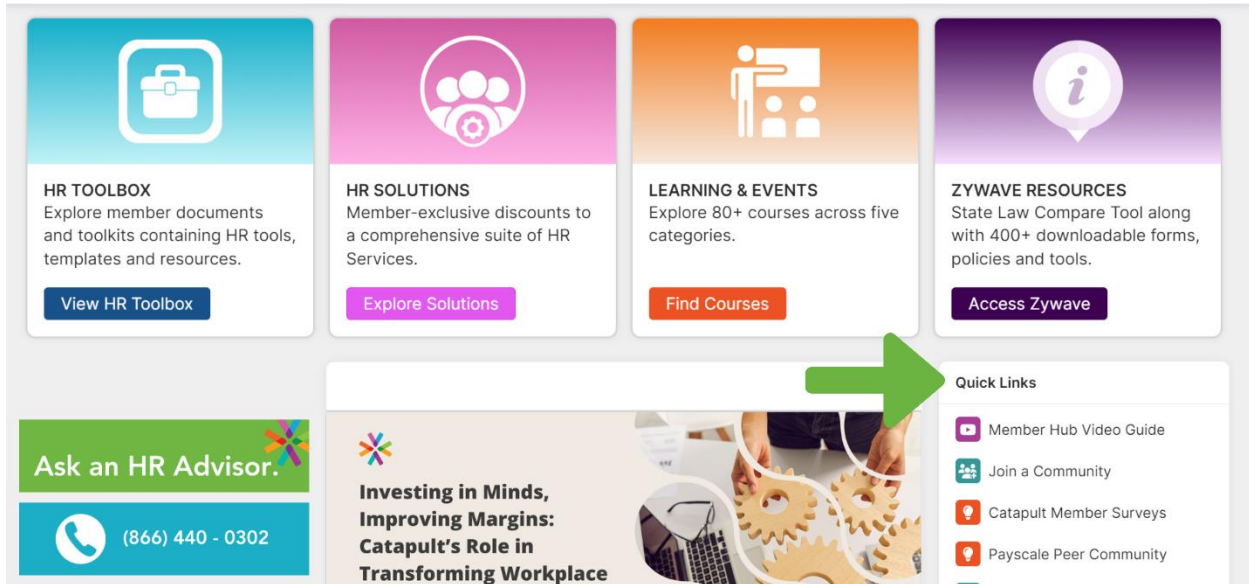 HR TOOLBOX
Explore member documents
and toolkits containing HR tools,
templates and resources.
View HR Toolbox
HR SOLUTIONS
Member-exclusive discounts to
a comprehensive suite of HR
Services.
Explore Solutions
LEARNING & EVENTS
Explore 80+ courses across five
categories.
Find Courses
i
ZYWAVE RESOURCES
State Law Compare Tool along
with 400+ downloadable forms,
policies and tools.
Access Zywave
Ask an HR Advisor.
(866) 440 - 0302
Investing in Minds,
Improving Margins:
Catapult's Role in
Transforming Workplace
Quick Links
Member Hub Video Guide
Join a Community
Catapult Member Surveys
Payscale Peer Community